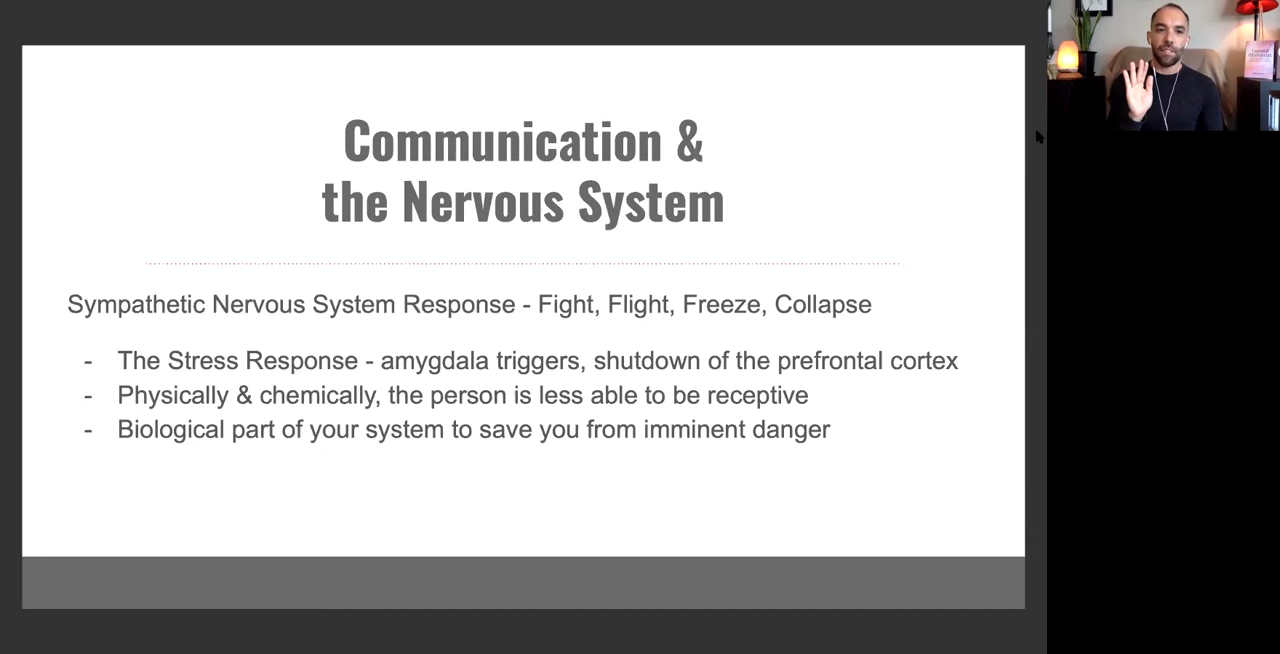 Communication &
the Nervous System
Sympathetic Nervous System Response - Fight, Flight, Freeze, Collapse
- The Stress Response - amygdala triggers, shutdown of the prefrontal cortex
- Physically & chemically, the person is less able to be receptive
- Biological part of your system to save you from imminent danger